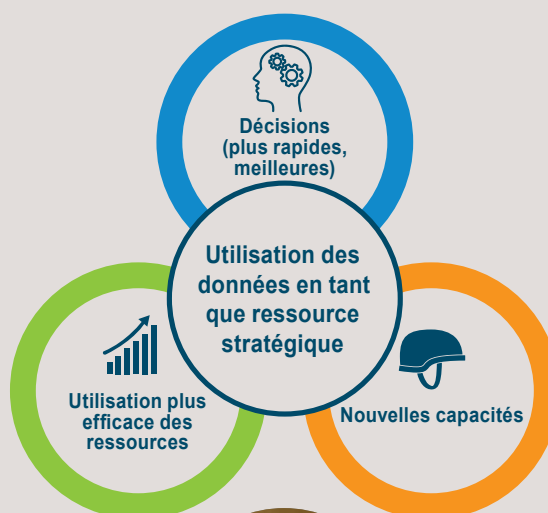 Décisions
(plus rapides,
meilleures)
Utilisation des
données en tant
que ressource
stratégique
Utilisation plus
efficace des
ressources
Nouvelles capacités